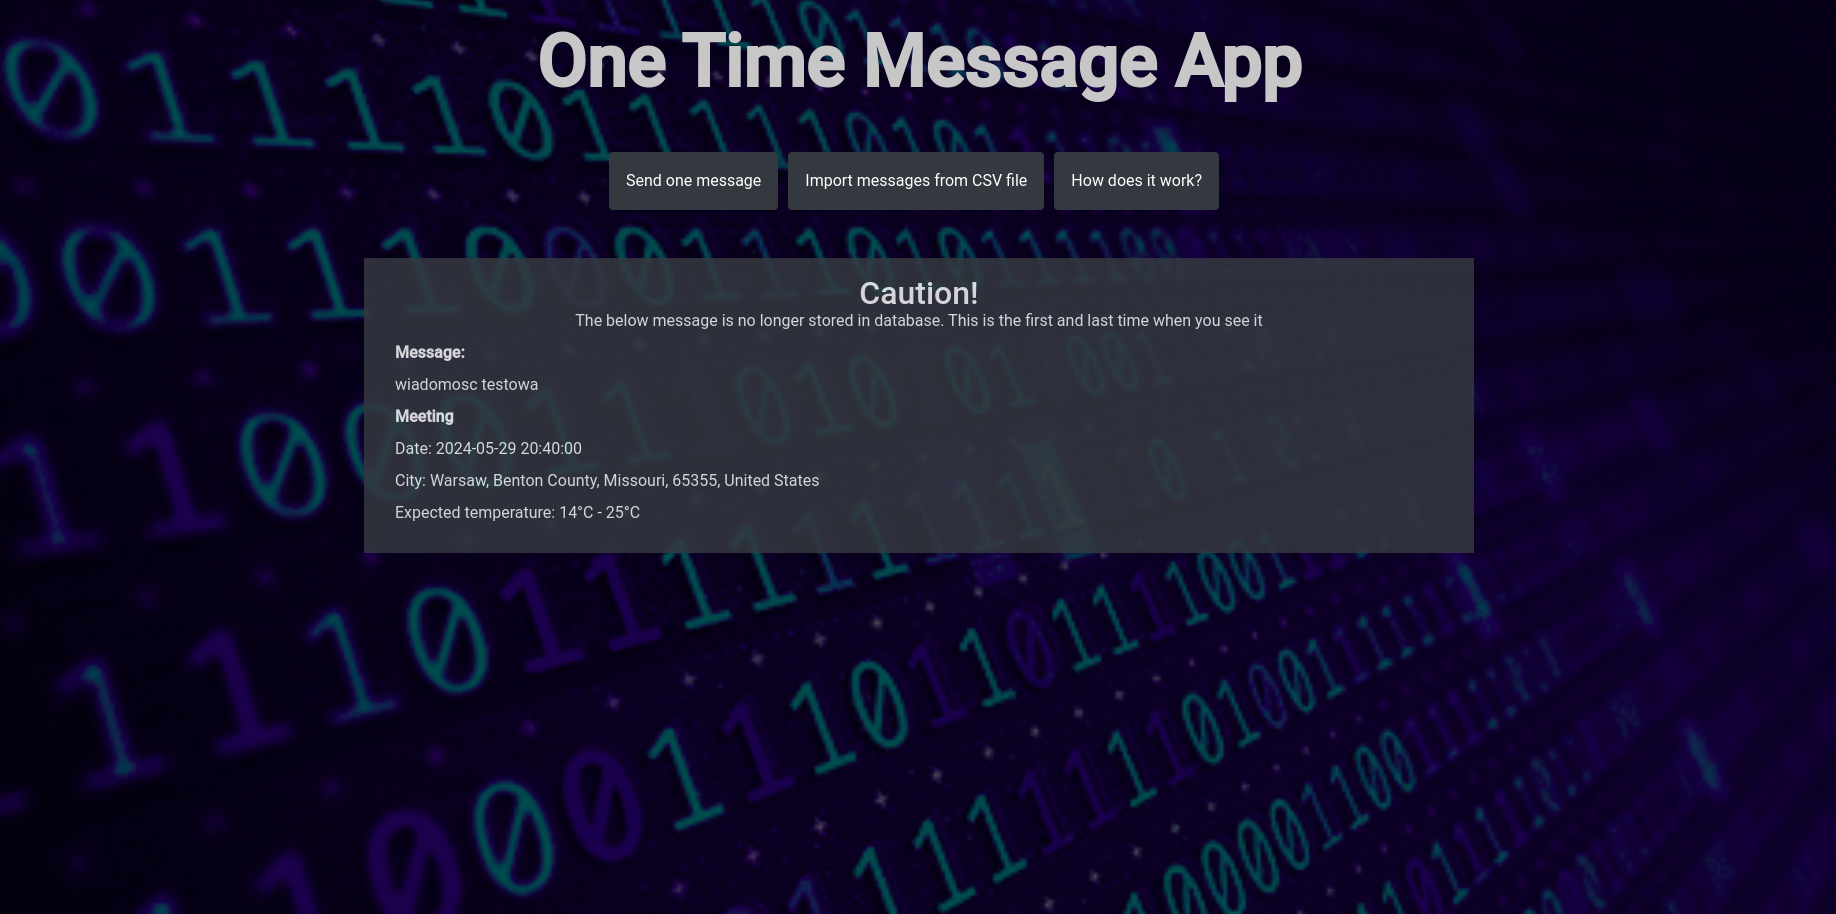 One Time Message App
Send one message
Import messages from CSV file
How does it work?
Caution!
The below message is no longer stored in database. This is the first and last time when you see it
Message:
wiadomosc testowa
Meeting
Date: 2024-05-29 20:40:00
City: Warsaw, Benton County, Missouri, 65355, United States
Expected temperature: 14°C - 25°C